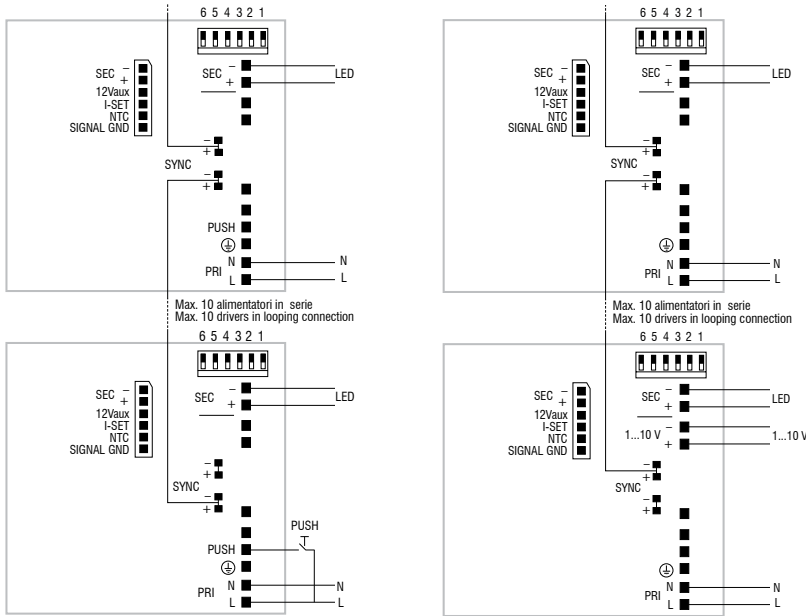 6 5 4 3 2 1
SEC −
+
12Vaux
I-SET
NTC
SIGNAL GND
SEC −
+
LED
−
+
SYNC
−
+
PUSH
PRI
N
L
N
L
6 5 4 3 2 1
SEC −
+
12Vaux
I-SET
NTC
SIGNAL GND
SEC −
+
LED
−
+
SYNC
−
+
PRI
N
L
N
L
Max. 10 alimentatori in serie
Max. 10 drivers in looping connection
Max. 10 alimentatori in serie
Max. 10 drivers in looping connection
6 5 4 3 2 1
SEC −
+
12Vaux
I-SET
NTC
SIGNAL GND
SEC −
+
LED
−
+
SYNC
−
+
PUSH
PUSH
PRI
N
L
N
L
6 5 4 3 2 1
SEC −
+
12Vaux
I-SET
NTC
SIGNAL GND
SEC −
+
LED
1...10 V −
+
1...10 V
−
+
SYNC
−
+
PRI
N
L
N
L